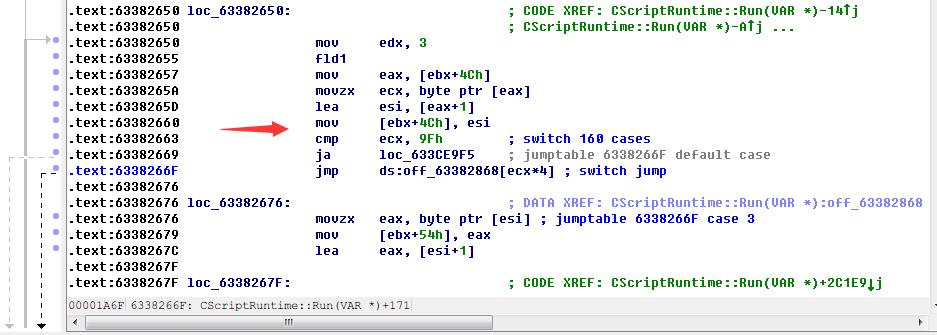 .text:63382650 loc_63382650: ; CODE XREF: CScriptRuntime::Run(VAR *)-14↑j
.text:63382650 ; CScriptRuntime::Run(VAR *)-A↑j ...
.text:63382650 mov edx, 3
.text:63382655 fld1
.text:63382657 mov eax, [ebx+4Ch]
.text:6338265A movzx ecx, byte ptr [eax]
.text:6338265D lea esi, [eax+1]
.text:63382660 mov [ebx+4Ch], esi
.text:63382663 cmp ecx, 9Fh ; switch 160 cases
.text:63382669 ja loc_633CE9F5 ; jumptable 6338266F default case
.text:6338266F jmp ds:off_63382868[ecx*4] ; switch jump
.text:63382676
.text:63382676 loc_63382676: ; DATA XREF: CScriptRuntime::Run(VAR *):off_63382868
.text:63382676 movzx eax, byte ptr [esi] ; jumptable 6338266F case 3
.text:63382679 mov [ebx+54h], eax
.text:6338267C lea eax, [esi+1]
.text:6338267F
.text:6338267F loc_6338267F: ; CODE XREF: CScriptRuntime::Run(VAR *)+2C1E9↓j
00001A6F 6338266F: CScriptRuntime::Run(VAR *)+171